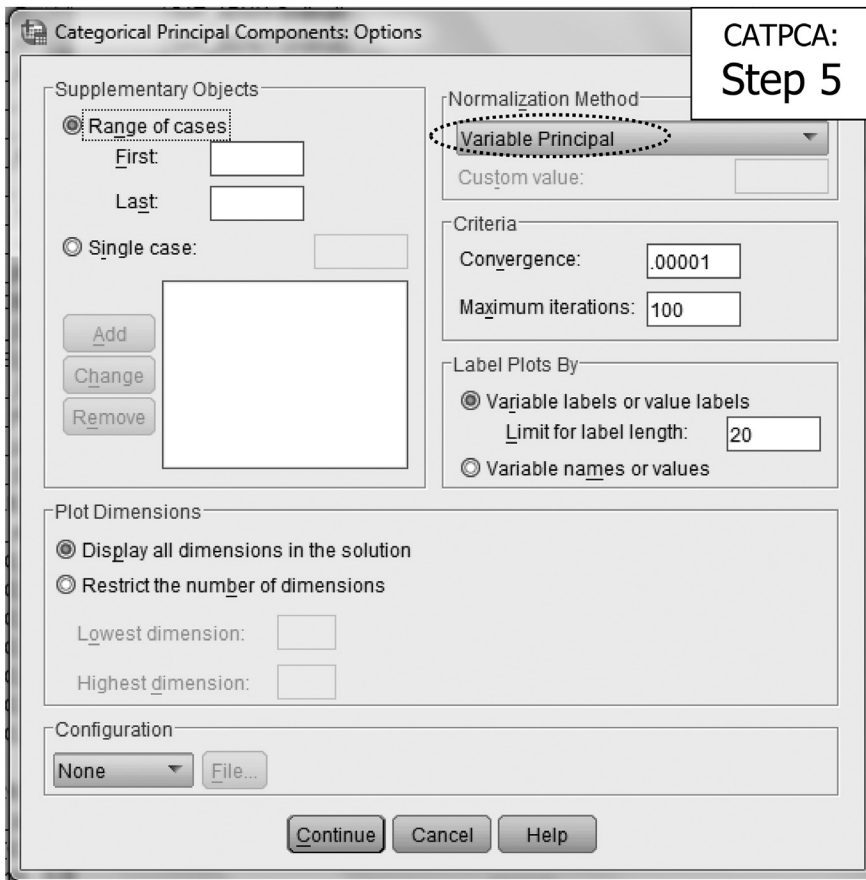 Categorical Principal Components: Options
CATPCA:
Step 5
Supplementary Objects
Range of cases
First:
Last:
Single case:
Add
Change
Remove
Normalization Method
Variable Principal
Custom value:
Criteria
Convergence: .00001
Maximum iterations: 100
Label Plots By
Variable labels or value labels
Limit for label length: 20
Variable names or values
Plot Dimensions
Display all dimensions in the solution
Restrict the number of dimensions
Lowest dimension:
Highest dimension:
Configuration
None File...
Continue Cancel Help